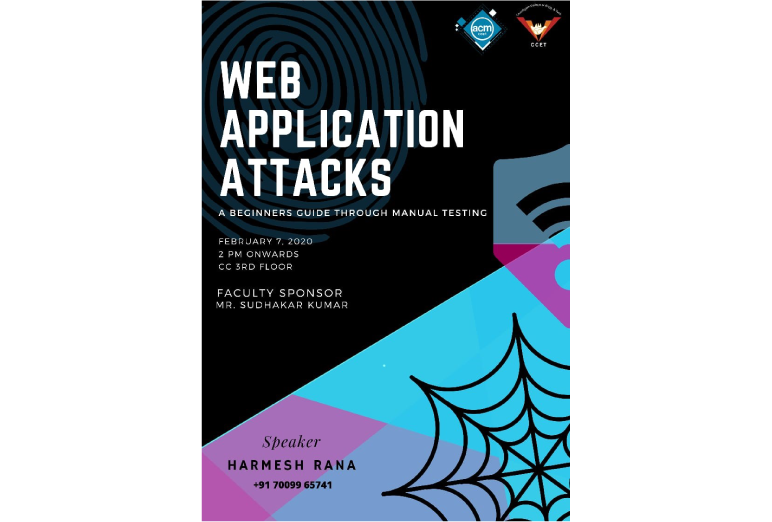 acm
CCET
WEB
APPLICATION
ATTACKS
A BEGINNERS GUIDE THROUGH MANUAL TESTING
FEBRUARY 7, 2020
2 PM ONWARDS
CC 3RD FLOOR
FACULTY SPONSOR
MR. SUDHAKAR KUMAR
Speaker
HARMESH RANA
+91 70099 65741